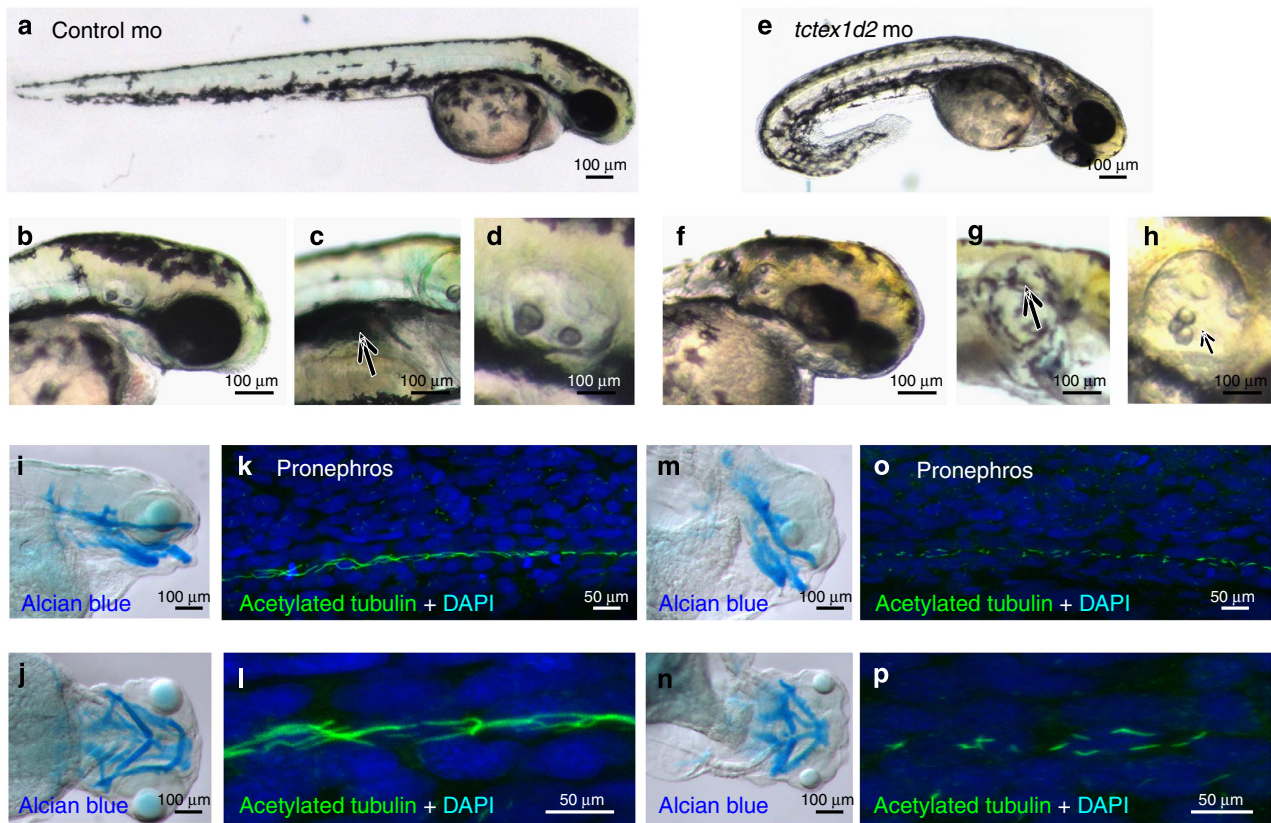 a Control mo
100 µm
e tctex1d2 mo
100 µm
b
100 µm
c
100 µm
d
100 µm
f
100 µm
g
100 µm
h
100 µm
i
Alcian blue
100 µm
k Pronephros
Acetylated tubulin + DAPI
50 µm
m
Alcian blue
100 µm
o Pronephros
Acetylated tubulin + DAPI
50 µm
j
Alcian blue
100 µm
l
Acetylated tubulin + DAPI
50 µm
n
Alcian blue
100 µm
p
Acetylated tubulin + DAPI
50 µm